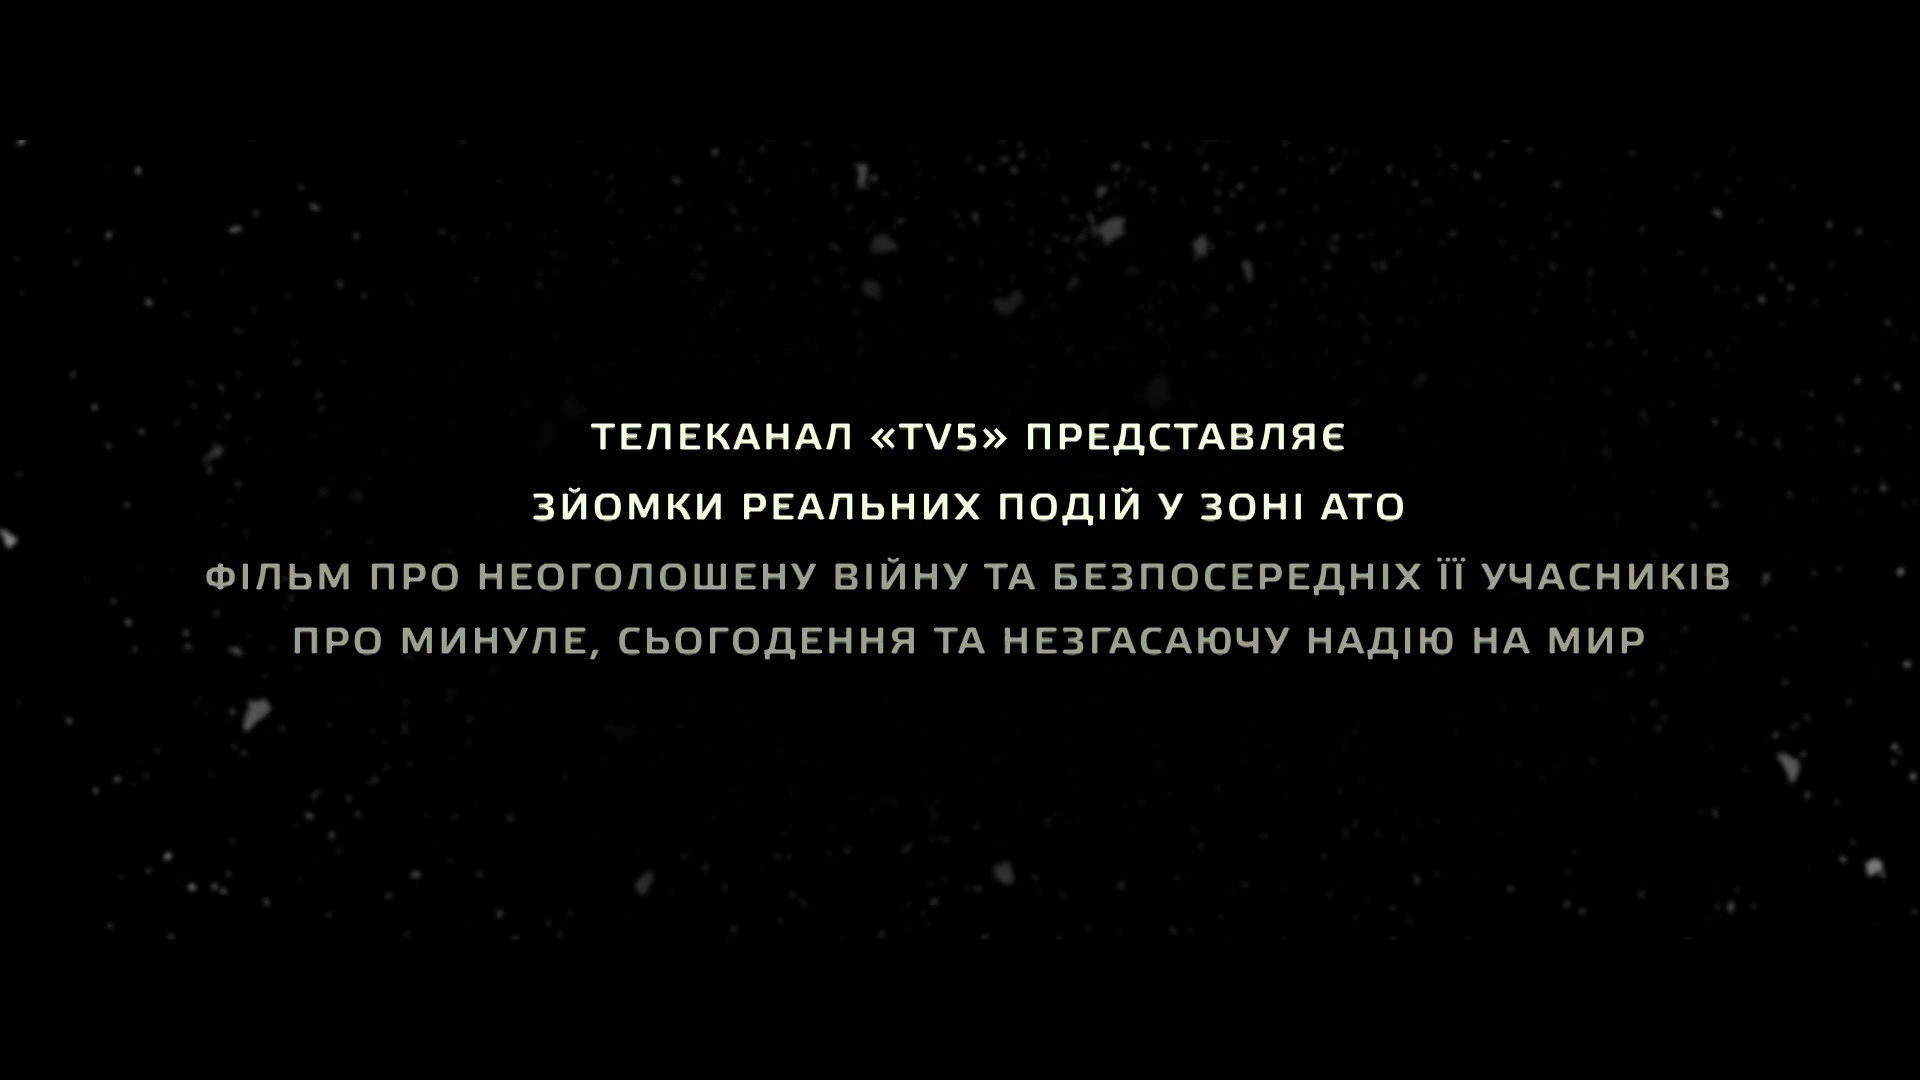 ТЕЛЕКАНАЛ «TV5» ПРЕДСТАВЛЯЄ
ЗЙОМКИ РЕАЛЬНИХ ПОДІЙ У ЗОНІ АТО
ФІЛЬМ ПРО НЕОГОЛОШЕНУ ВІЙНУ ТА БЕЗПОСЕРЕДНІХ ЇЇ УЧАСНИКІВ
ПРО МИНУЛЕ, СЬОГОДЕННЯ ТА НЕЗГАСАЮЧУ НАДІЮ НА МИР